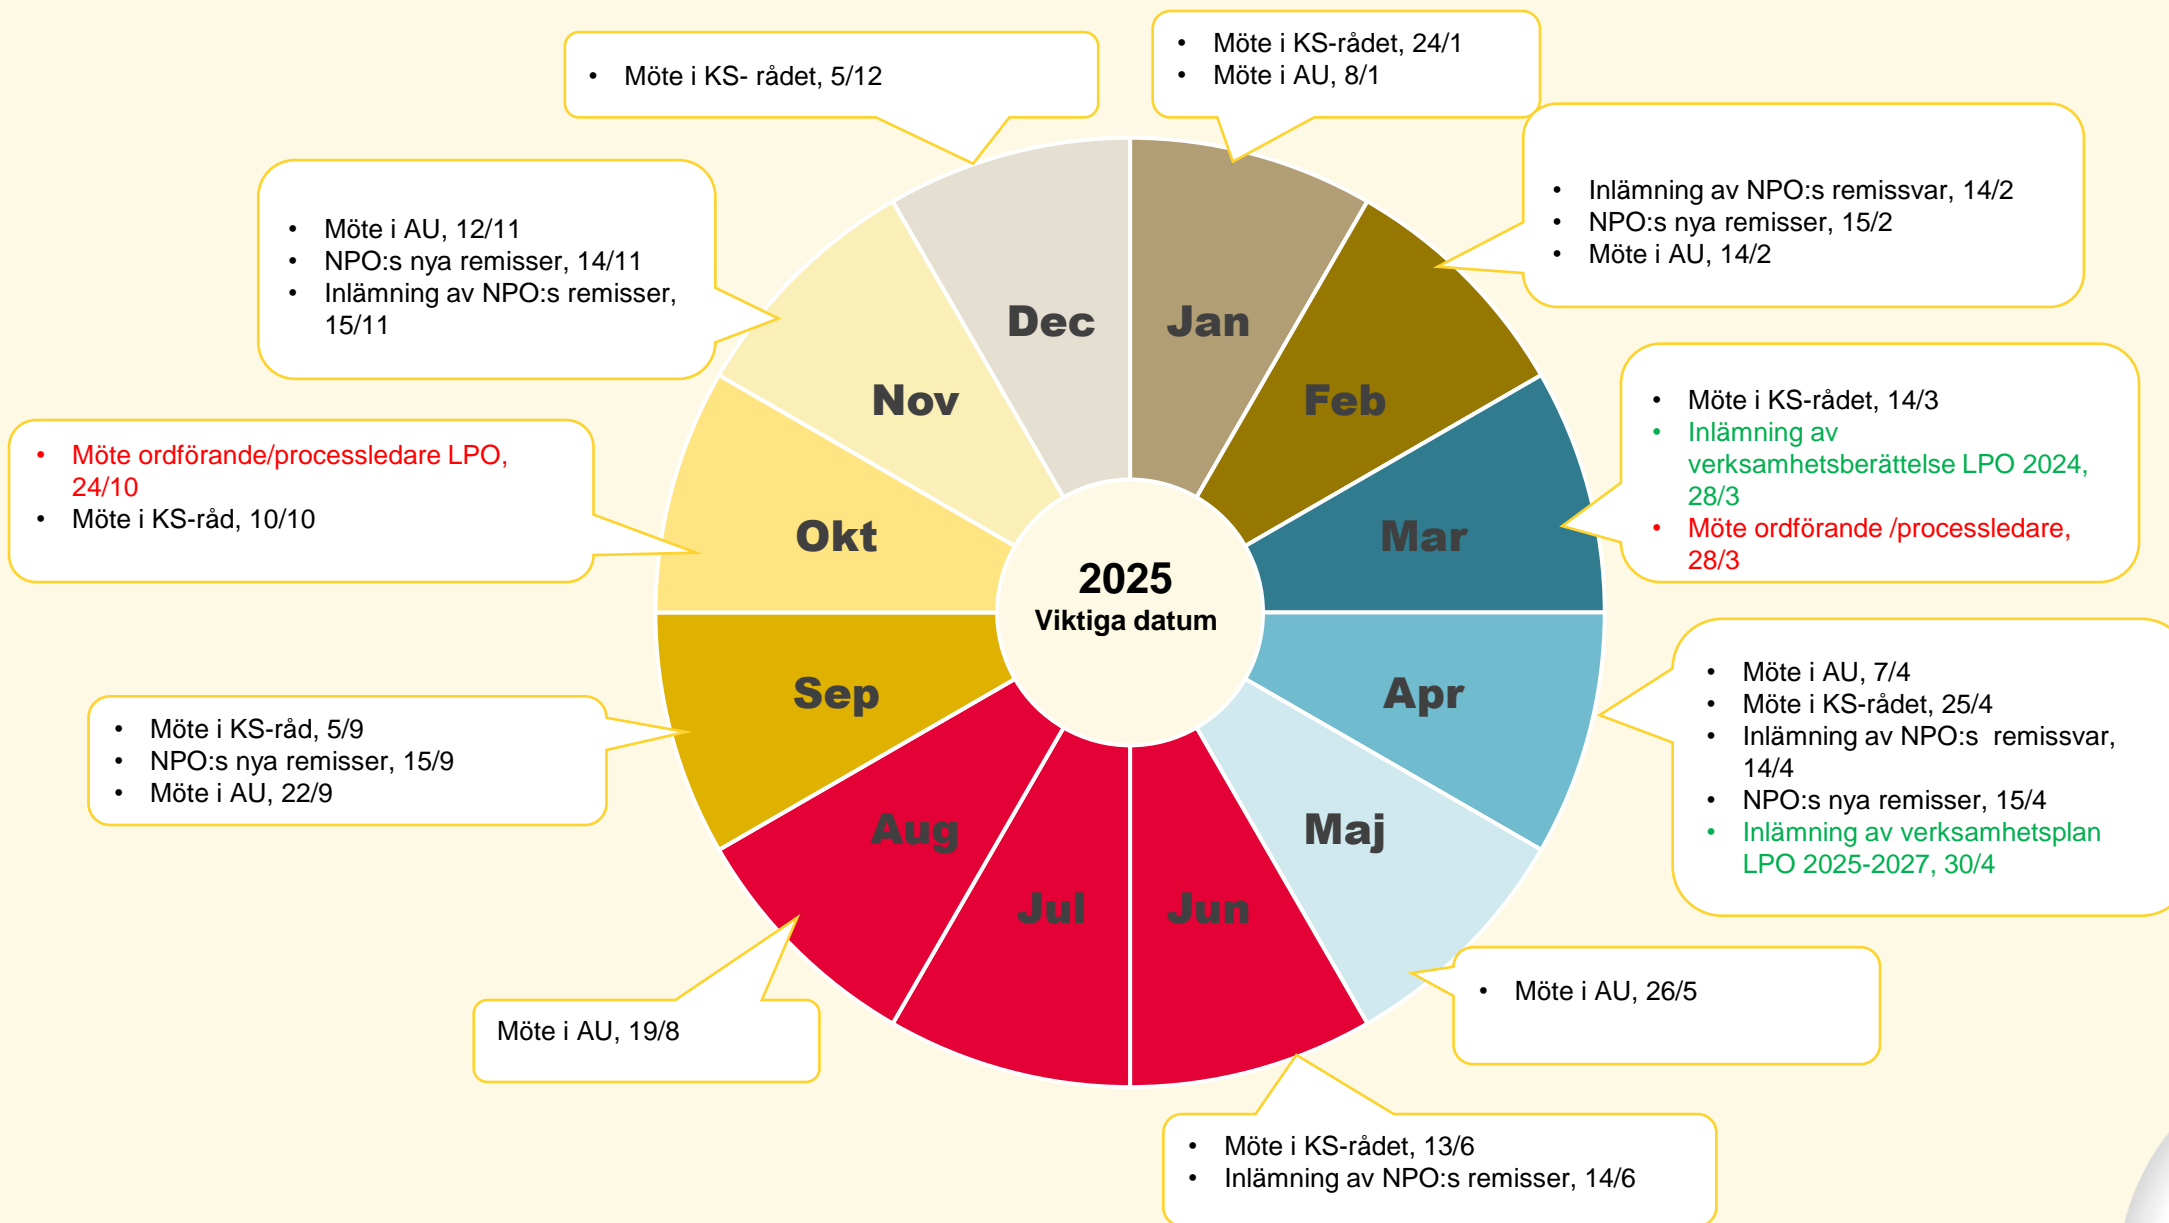 • Möte i KS-rådet, 24/1
• Möte i AU, 8/1
• Inlämning av NPO:s remissvar, 14/2
• NPO:s nya remisser, 15/2
• Möte i AU, 14/2
• Möte i KS-rådet, 14/3
• Inlämning av
verksamhetsberättelse LPO 2024,
28/3
• Möte ordförande /processledare,
28/3
• Möte i AU, 7/4
• Möte i KS-rådet, 25/4
• Inlämning av NPO:s  remissvar,
14/4
• NPO:s nya remisser, 15/4
• Inlämning av verksamhetsplan
LPO 2025-2027, 30/4
• Möte i AU, 26/5
• Möte i KS-rådet, 13/6
• Inlämning av NPO:s remisser, 14/6
Möte i AU, 19/8
• Möte i KS-råd, 5/9
• NPO:s nya remisser, 15/9
• Möte i AU, 22/9
• Möte ordförande/processledare LPO,
24/10
• Möte i KS-råd, 10/10
• Möte i AU, 12/11
• NPO:s nya remisser, 14/11
• Inlämning av NPO:s remisser,
15/11
• Möte i KS- rådet, 5/12
Jan
Feb
Mar
Apr
Maj
Jun
Jul
Aug
Sep
Okt
Nov
Dec
2025
Viktiga datum